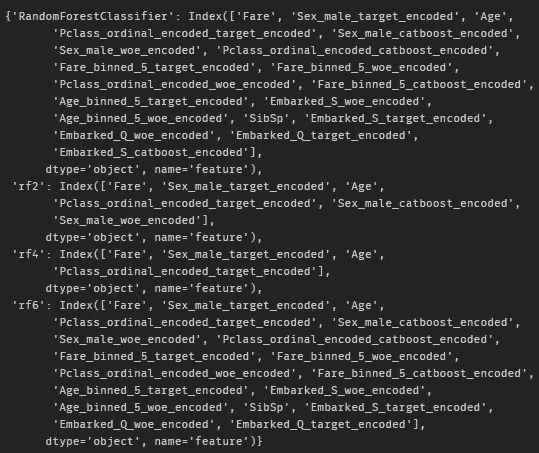 {'RandomForestClassifier': Index(['Fare', 'Sex_male_target_encoded', 'Age',
'Pclass_ordinal_encoded_target_encoded', 'Sex_male_catboost_encoded',
'Sex_male_woe_encoded', 'Pclass_ordinal_encoded_catboost_encoded',
'Fare_binned_5_target_encoded', 'Fare_binned_5_woe_encoded',
'Pclass_ordinal_encoded_woe_encoded', 'Fare_binned_5_catboost_encoded',
'Age_binned_5_target_encoded', 'Embarked_S_woe_encoded',
'Age_binned_5_woe_encoded', 'SibSp', 'Embarked_S_target_encoded',
'Embarked_Q_woe_encoded', 'Embarked_Q_target_encoded',
'Embarked_S_catboost_encoded'],
dtype='object', name='feature'),
'rf2': Index(['Fare', 'Sex_male_target_encoded', 'Age',
'Pclass_ordinal_encoded_target_encoded', 'Sex_male_catboost_encoded',
'Sex_male_woe_encoded'],
dtype='object', name='feature'),
'rf4': Index(['Fare', 'Sex_male_target_encoded', 'Age',
'Pclass_ordinal_encoded_target_encoded'],
dtype='object', name='feature'),
'rf6': Index(['Fare', 'Sex_male_target_encoded', 'Age',
'Pclass_ordinal_encoded_target_encoded', 'Sex_male_catboost_encoded',
'Sex_male_woe_encoded', 'Pclass_ordinal_encoded_catboost_encoded',
'Fare_binned_5_target_encoded', 'Fare_binned_5_woe_encoded',
'Pclass_ordinal_encoded_woe_encoded', 'Fare_binned_5_catboost_encoded',
'Age_binned_5_target_encoded', 'Embarked_S_woe_encoded',
'Age_binned_5_woe_encoded', 'SibSp', 'Embarked_S_target_encoded',
'Embarked_Q_woe_encoded', 'Embarked_Q_target_encoded'],
dtype='object', name='feature')}